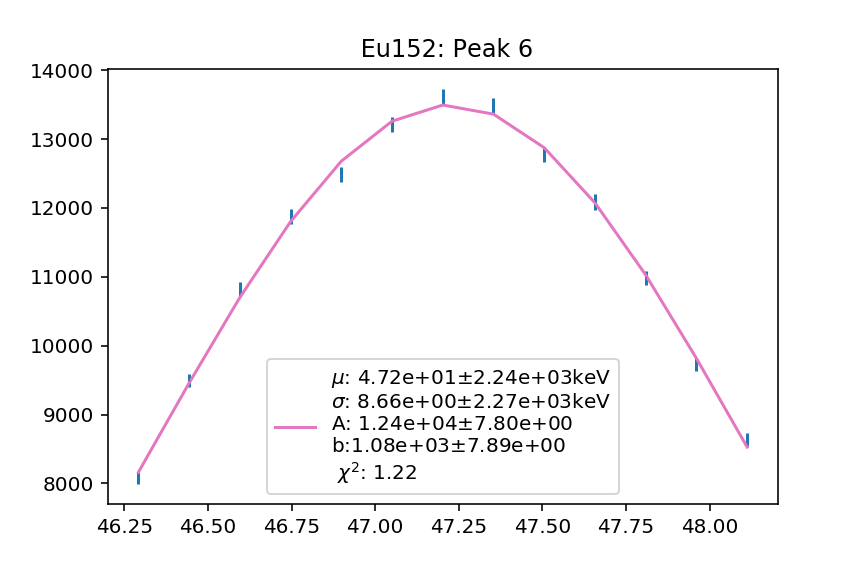 Eu152: Peak 6
14000
13000
12000
11000
10000
9000
8000
μ: 4.72e+01±2.24e+03keV
σ: 8.66e+00±2.27e+03keV
A: 1.24e+04±7.80e+00
b:1.08e+03±7.89e+00
χ²: 1.22
46.25 46.50 46.75 47.00 47.25 47.50 47.75 48.00